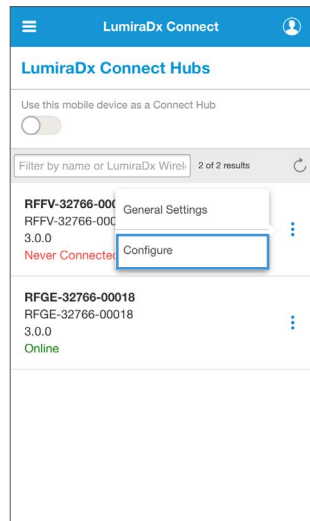 LumiraDx Connect
LumiraDx Connect Hubs
Use this mobile device as a Connect Hub
Filter by name or LumiraDx Wirel
2 of 2 results
RFFV-32766-000
RFFV-32766-000
3.0.0
Never Connected
General Settings
Configure
RFGE-32766-00018
RFGE-32766-00018
3.0.0
Online